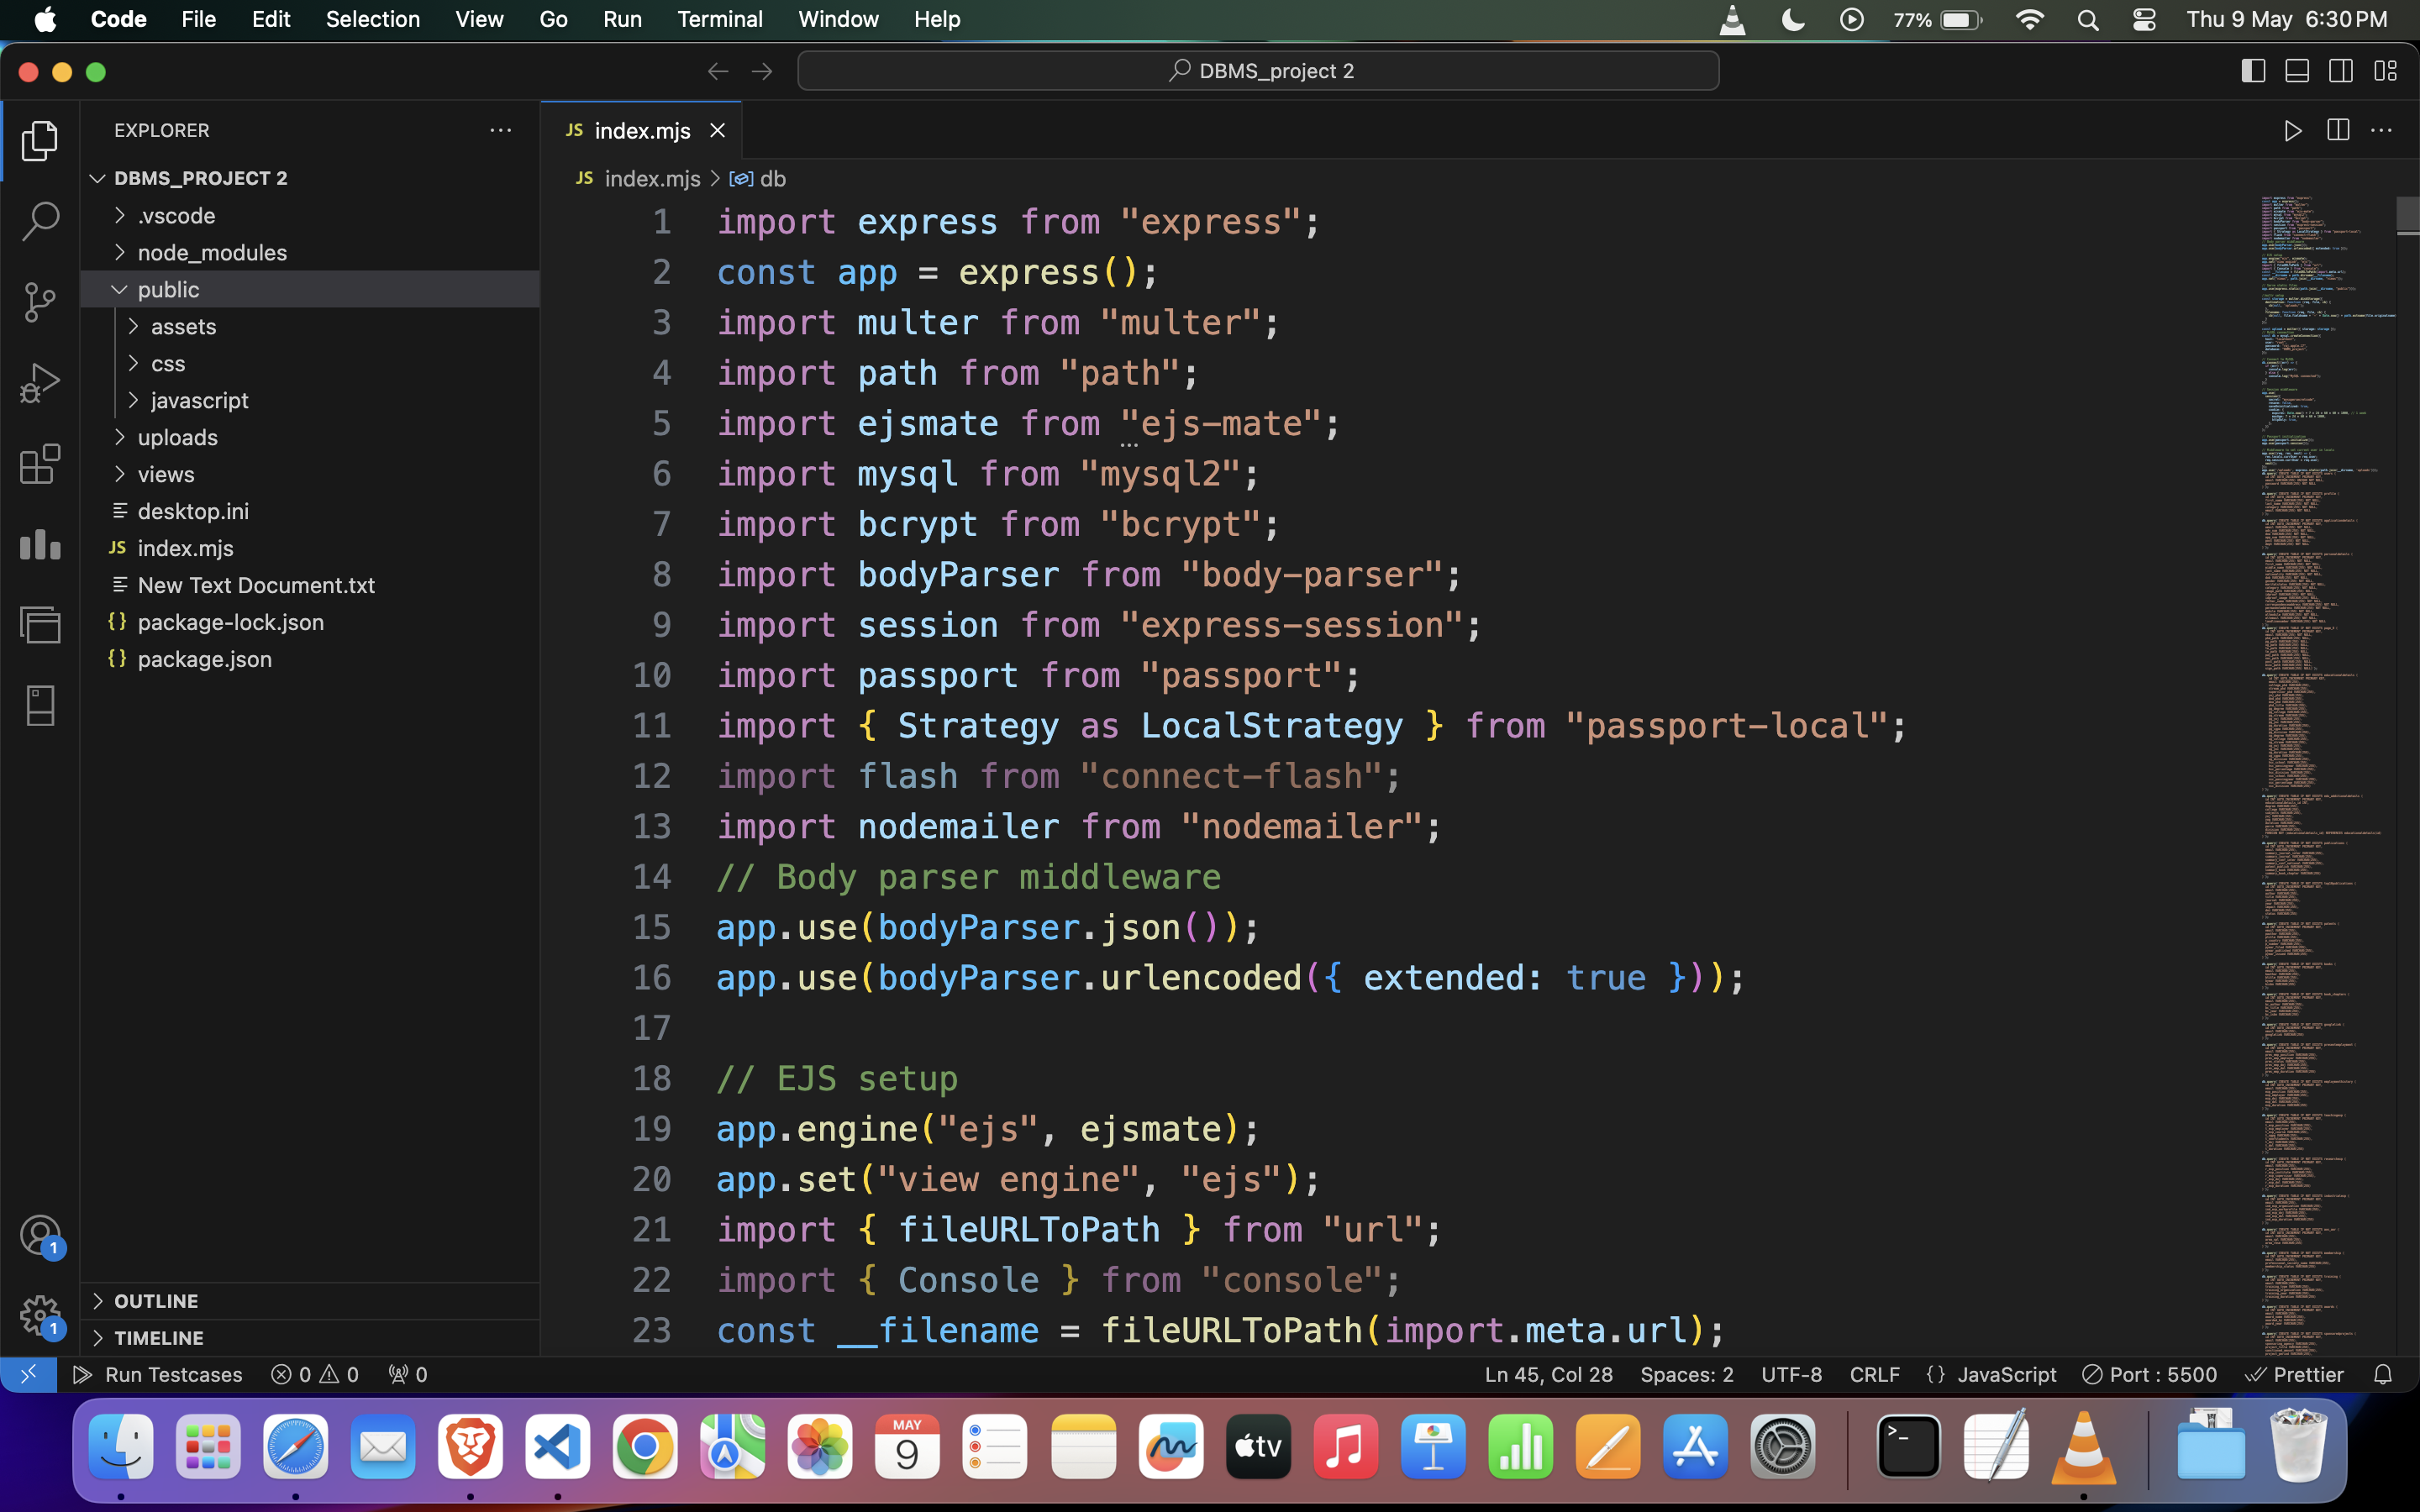 Code File Edit Selection View Go Run Terminal Window Help 77% Thu 9 May 6:30 PM
DBMS_project 2
EXPLORER
DBMS_PROJECT 2
.vscode
node_modules
public
assets
css
javascript
uploads
views
desktop.ini
JS index.mjs
New Text Document.txt
{} package-lock.json
{} package.json
OUTLINE
TIMELINE
1
1
JS index.mjs
JS index.mjs > db
1 import express from "express";
2 const app = express();
3 import multer from "multer";
4 import path from "path";
5 import ejsmate from "ejs-mate";
6 import mysql from "mysql2";
7 import bcrypt from "bcrypt";
8 import bodyParser from "body-parser";
9 import session from "express-session";
10 import passport from "passport";
11 import { Strategy as LocalStrategy } from "passport-local";
12 import flash from "connect-flash";
13 import nodemailer from "nodemailer";
14 // Body parser middleware
15 app.use(bodyParser.json());
16 app.use(bodyParser.urlencoded({ extended: true }));
17
18 // EJS setup
19 app.engine("ejs", ejsmate);
20 app.set("view engine", "ejs");
21 import { fileURLToPath } from "url";
22 import { Console } from "console";
23 const __filename = fileURLToPath(import.meta.url);
Run Testcases 0 0 0 Ln 45, Col 28 Spaces: 2 UTF-8 CRLF {} JavaScript Port : 5500 Prettier
MAY
9
tv
>_